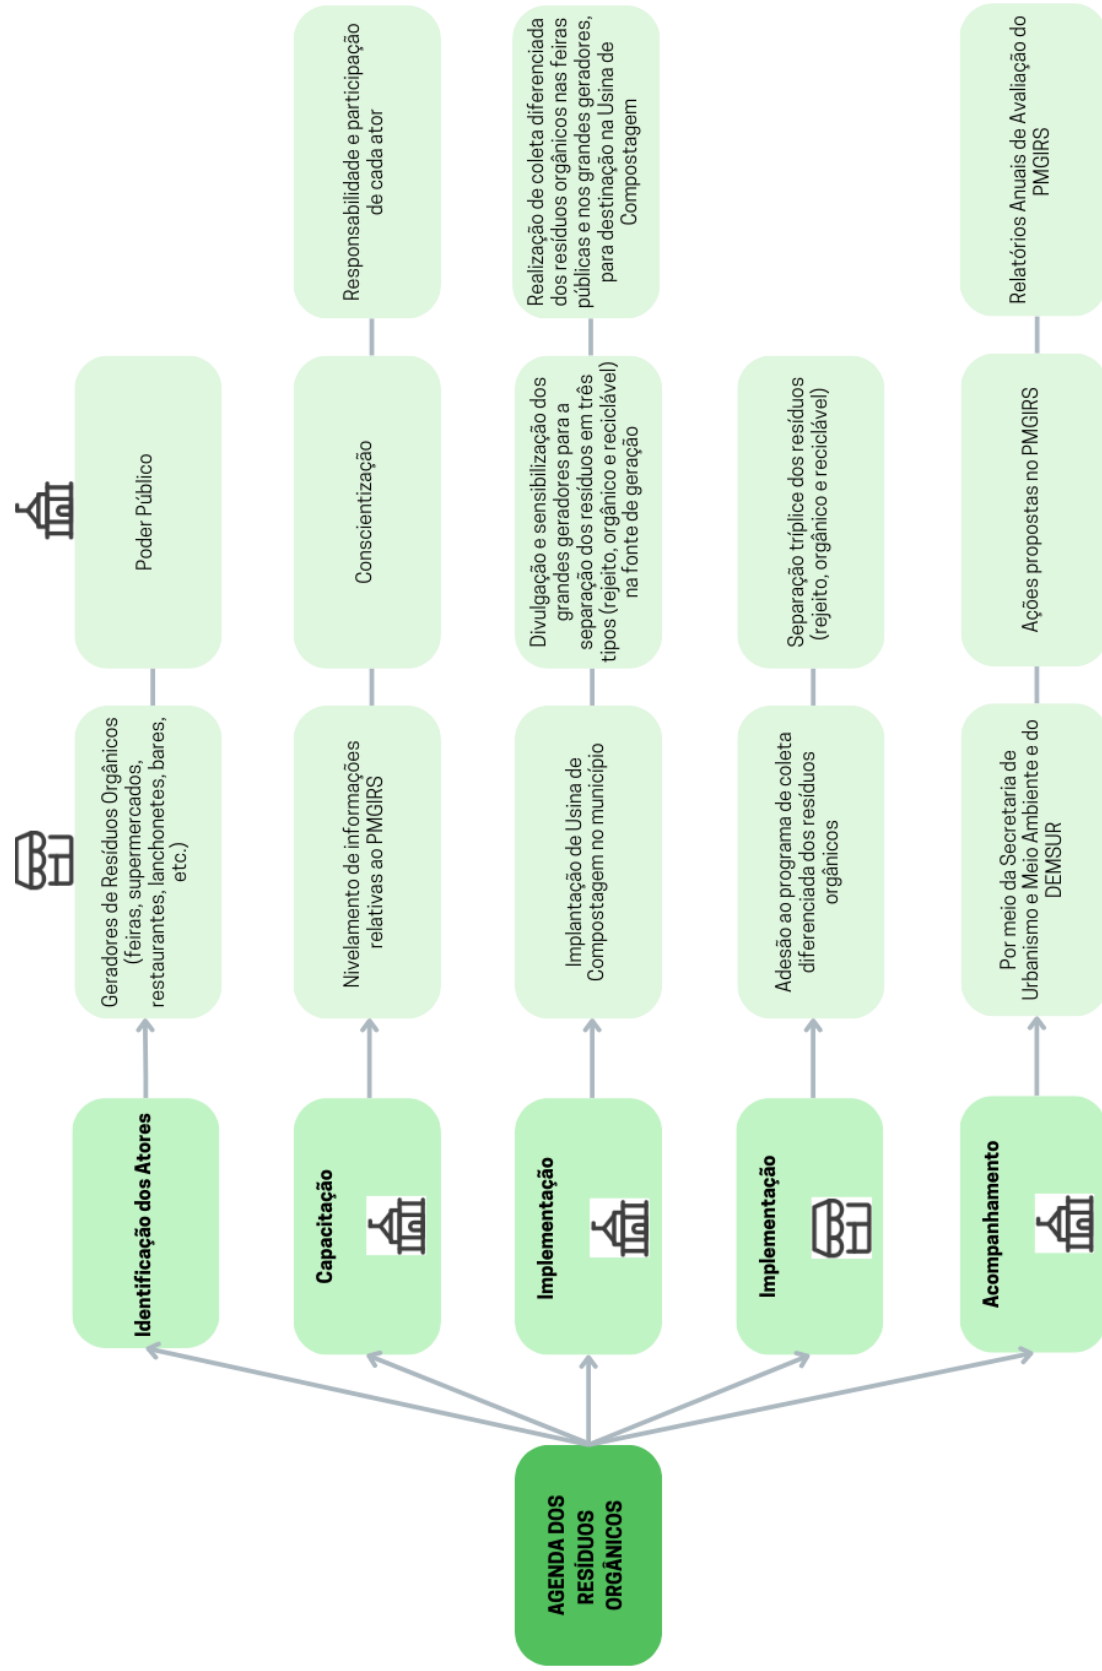 AGENDA DOS
RESÍDUOS
ORGÂNICOS
Identificação dos Atores
Geradores de Resíduos Orgânicos
(feiras, supermercados,
restaurantes, lanchonetes, bares,
etc.)
Poder Público
Capacitação
Nivelamento de informações
relativas ao PMGIRS
Conscientização
Responsabilidade e participação
de cada ator
Implementação
Implantação de Usina de
Compostagem no município
Divulgação e sensibilização dos
grandes geradores para a
separação dos resíduos em três
tipos (rejeito, orgânico e reciclável)
na fonte de geração
Realização de coleta diferenciada
dos resíduos orgânicos nas feiras
públicas e nos grandes geradores,
para destinação na Usina de
Compostagem
Implementação
Adesão ao programa de coleta
diferenciada dos resíduos
orgânicos
Separação tríplice dos resíduos
(rejeito, orgânico e reciclável)
Acompanhamento
Por meio da Secretaria de
Urbanismo e Meio Ambiente e do
DEMSUR
Ações propostas no PMGIRS
Relatórios Anuais de Avaliação do
PMGIRS